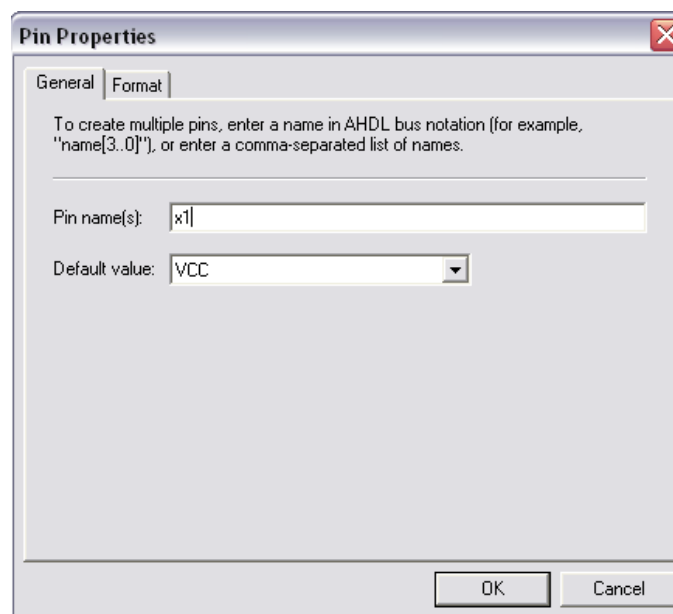 Pin Properties
General Format
To create multiple pins, enter a name in AHDL bus notation (for example,
"name[3..0]"), or enter a comma-separated list of names.
Pin name(s): x1
Default value: VCC
OK Cancel